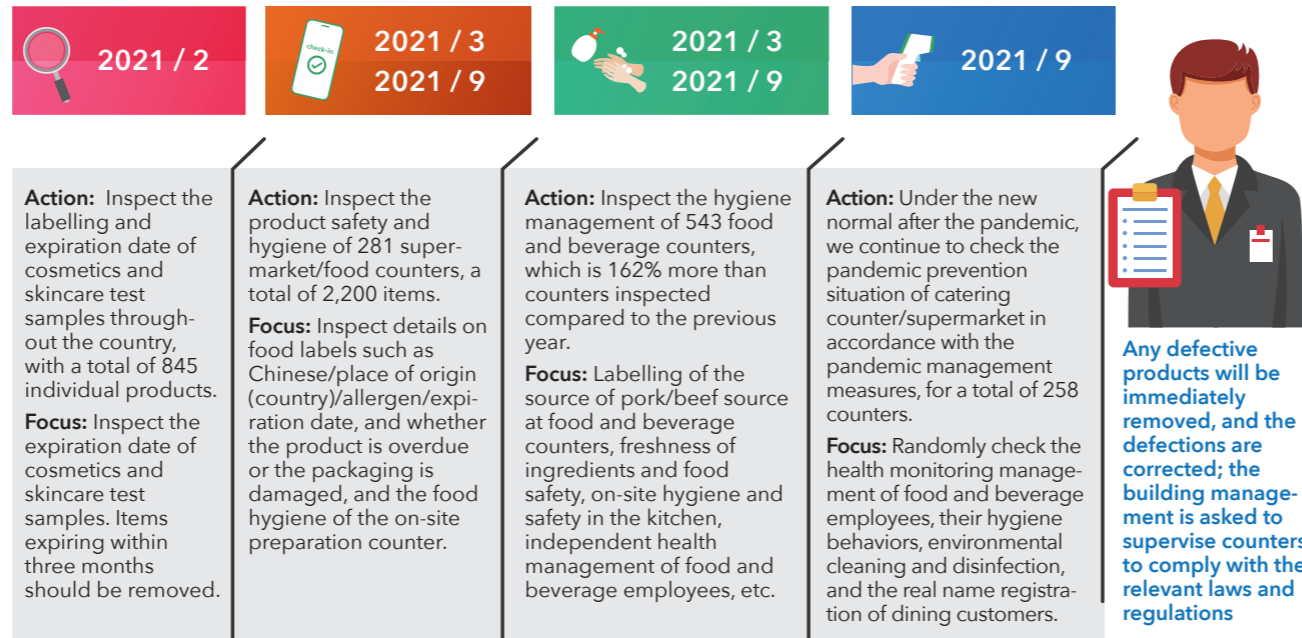 2021 / 2
check-in
2021 / 3
2021 / 9
2021 / 3
2021 / 9
2021 / 9
Action: Inspect the
labelling and
expiration date of
cosmetics and
skincare test
samples through-
out the country,
with a total of 845
individual products.
Focus: Inspect the
expiration date of
cosmetics and
skincare test
samples. Items
expiring within
three months
should be removed.
Action: Inspect the
product safety and
hygiene of 281 super-
market/food counters, a
total of 2,200 items.
Focus: Inspect details on
food labels such as
Chinese/place of origin
(country)/allergen/expi-
ration date, and whether
the product is overdue
or the packaging is
damaged, and the food
hygiene of the on-site
preparation counter.
Action: Inspect the hygiene
management of 543 food
and beverage counters,
which is 162% more than
counters inspected
compared to the previous
year.
Focus: Labelling of the
source of pork/beef source
at food and beverage
counters, freshness of
ingredients and food
safety, on-site hygiene and
safety in the kitchen,
independent health
management of food and
beverage employees, etc.
Action: Under the new
normal after the pandemic,
we continue to check the
pandemic prevention
situation of catering
counter/supermarket in
accordance with the
pandemic management
measures, for a total of 258
counters.
Focus: Randomly check the
health monitoring manage-
ment of food and beverage
employees, their hygiene
behaviors, environmental
cleaning and disinfection,
and the real name registra-
tion of dining customers.
Any defective
products will be
immediately
removed, and the
defections are
corrected; the
building manage-
ment is asked to
supervise counters
to comply with the
relevant laws and
regulations